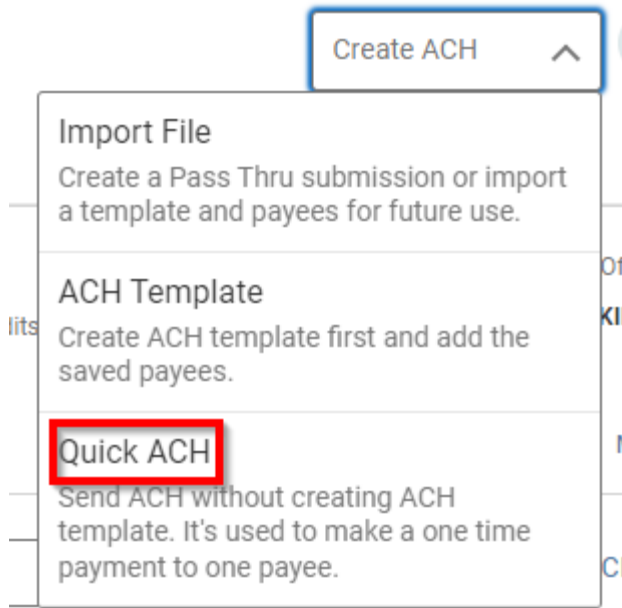 Create ACH
Import File
Create a Pass Thru submission or import
a template and payees for future use.
ACH Template
Create ACH template first and add the
saved payees.
Quick ACH
Send ACH without creating ACH
template. It's used to make a one time
payment to one payee.